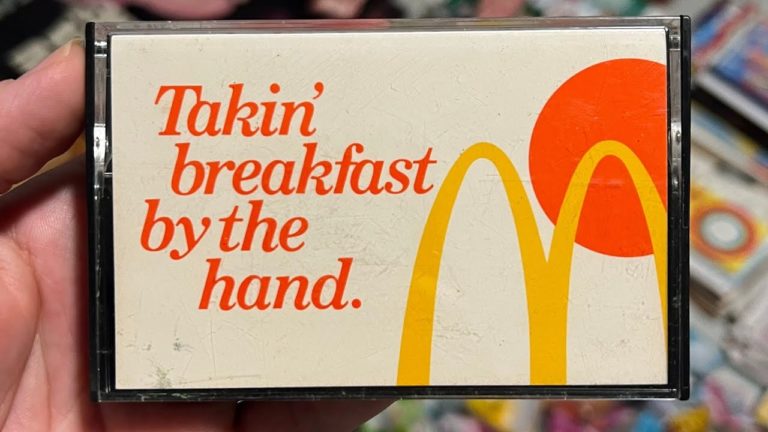 Takin’
breakfast
by the
hand.